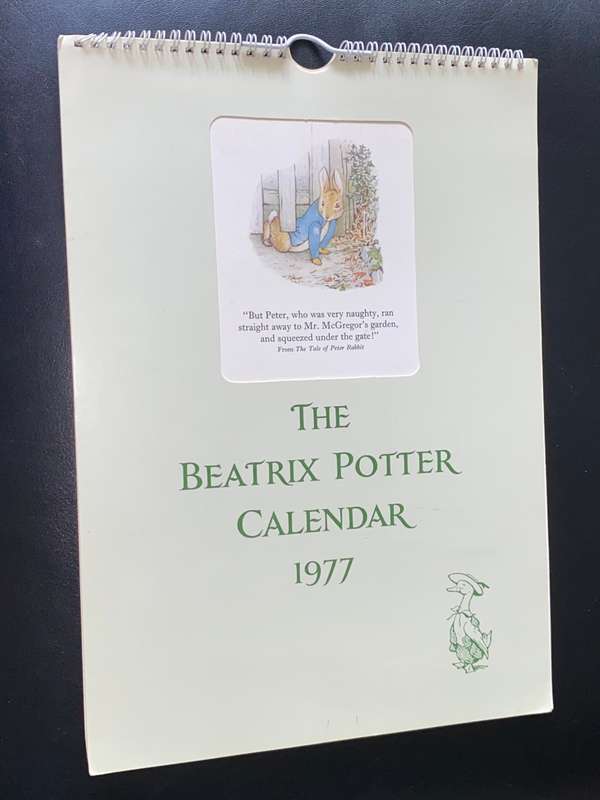 "But Peter, who was very naughty, ran
straight away to Mr. McGregor's garden,
and squeezed under the gate!"
From The Tale of Peter Rabbit
THE
BEATRIX POTTER
CALENDAR
1977